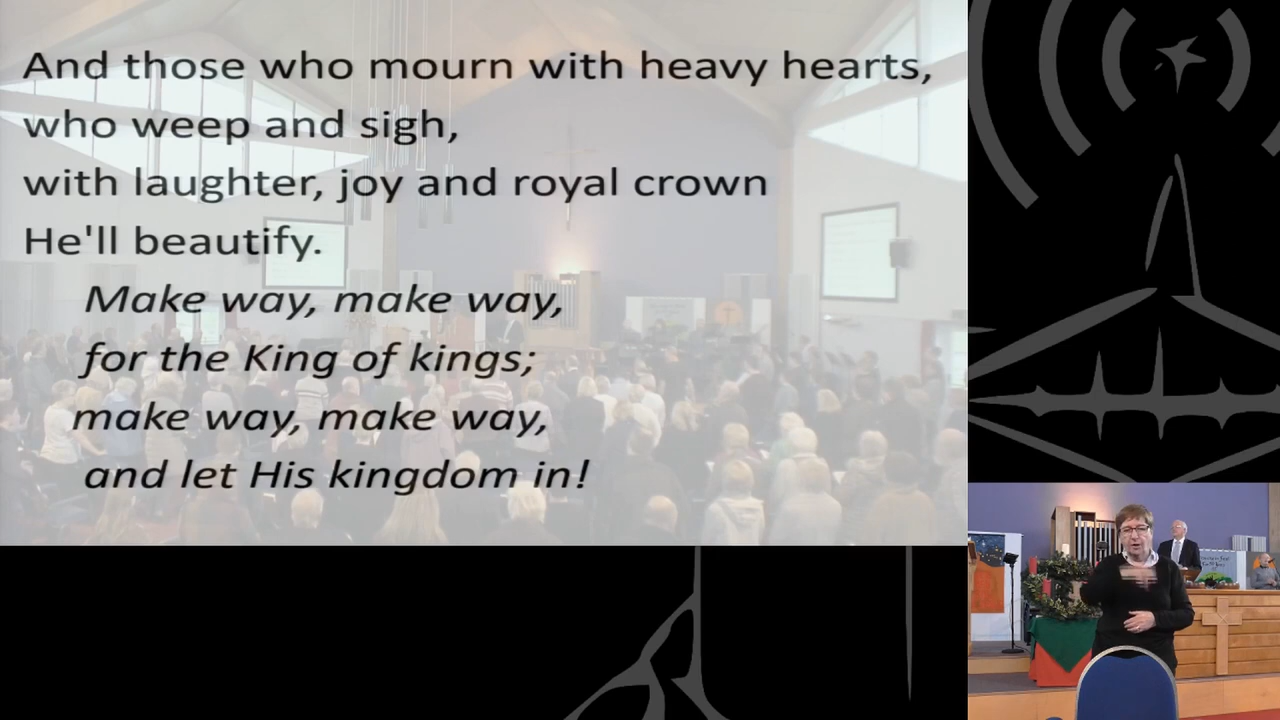 And those who mourn with heavy hearts,
who weep and sigh,
with laughter, joy and royal crown
He'll beautify.
Make way, make way,
for the King of kings;
make way, make way,
and let His kingdom in!